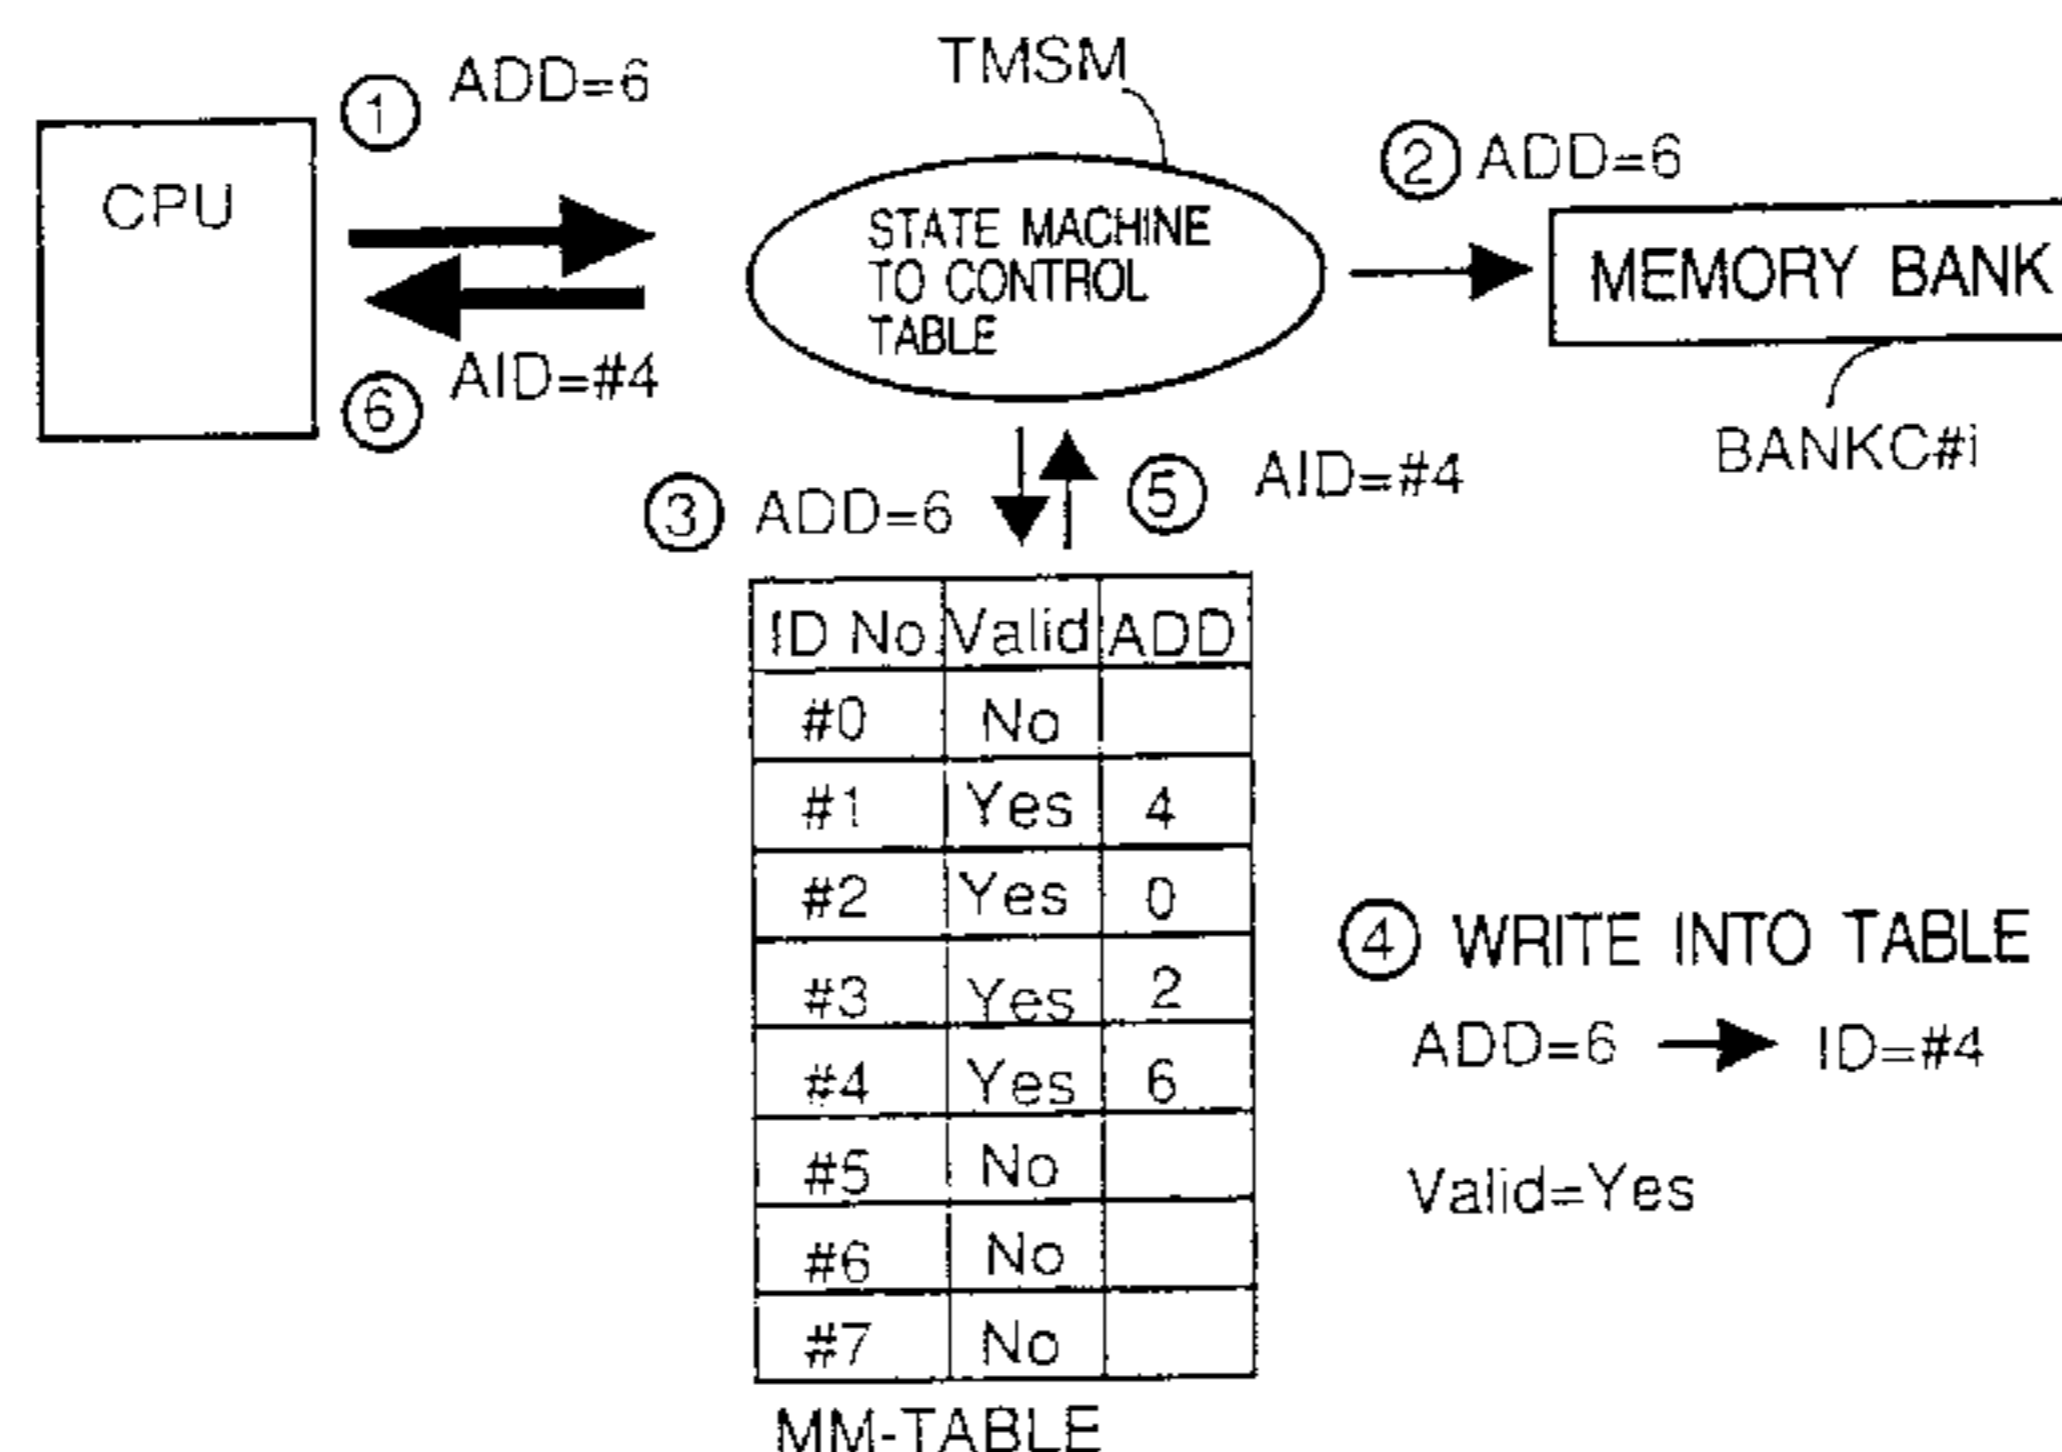 TMSM
① ADD=6
② ADD=6
CPU
STATE MACHINE
TO CONTROL
TABLE
MEMORY BANK
⑥ AID=#4
BANKC#i
③ ADD=6
⑤ AID=#4
ID No. Valid ADD
#0 No
#1 Yes 4
#2 Yes 0
#3 Yes 2
#4 Yes 6
#5 No
#6 No
#7 No
MM-TABLE
④ WRITE INTO TABLE
ADD=6 → ID=#4
Valid=Yes